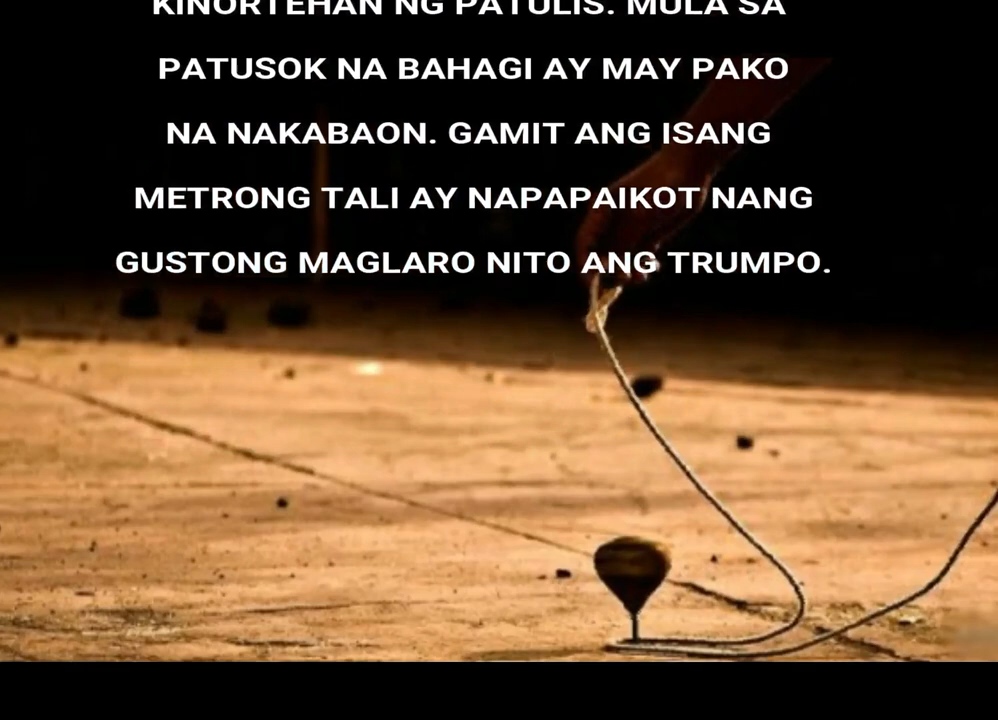 KINORTEHAN NG PATULIS. MULA SA
PATUSOK NA BAHAGI AY MAY PAKO
NA NAKABAON. GAMIT ANG ISANG
METRONG TALI AY NAPAPAIKOT NANG
GUSTONG MAGLARO NITO ANG TRUMPO.